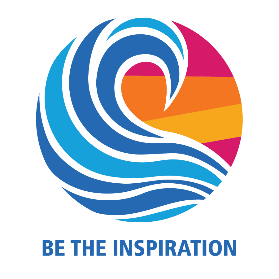 BE THE INSPIRATION